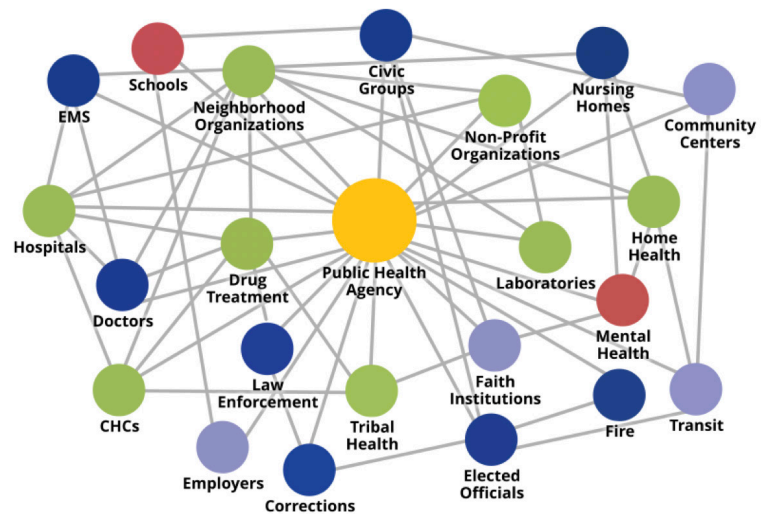 Schools
EMS
Neighborhood
Organizations
Civic
Groups
Nursing
Homes
Non-Profit
Organizations
Community
Centers
Hospitals
Doctors
Drug
Treatment
Public Health
Agency
Laboratories
Home
Health
Mental
Health
CHCs
Law
Enforcement
Tribal
Health
Faith
Institutions
Fire
Transit
Employers
Corrections
Elected
Officials